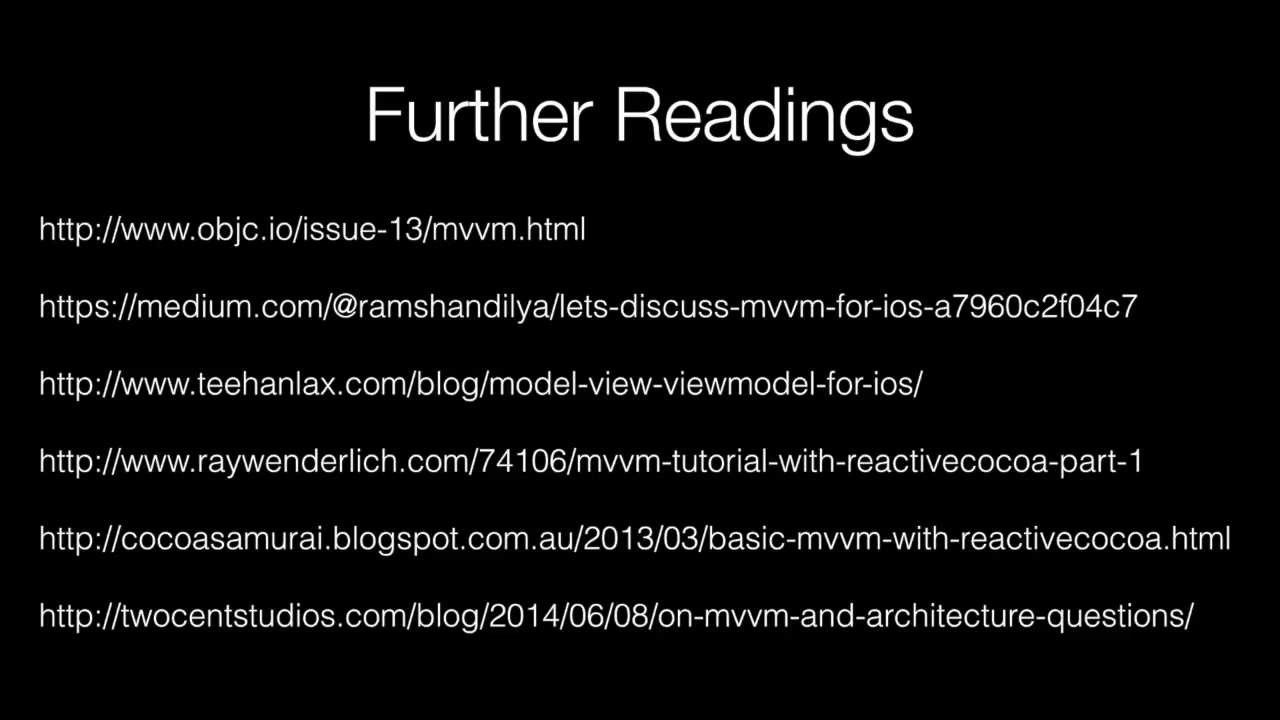 Further Readings
http://www.objc.io/issue-13/mvvm.html
https://medium.com/@ramshandilya/lets-discuss-mvvm-for-ios-a7960c2f04c7
http://www.teehanlax.com/blog/model-view-viewmodel-for-ios/
http://www.raywenderlich.com/74106/mvvm-tutorial-with-reactivecocoa-part-1
http://cocoasamurai.blogspot.com.au/2013/03/basic-mvvm-with-reactivecocoa.html
http://twocentstudios.com/blog/2014/06/08/on-mvvm-and-architecture-questions/